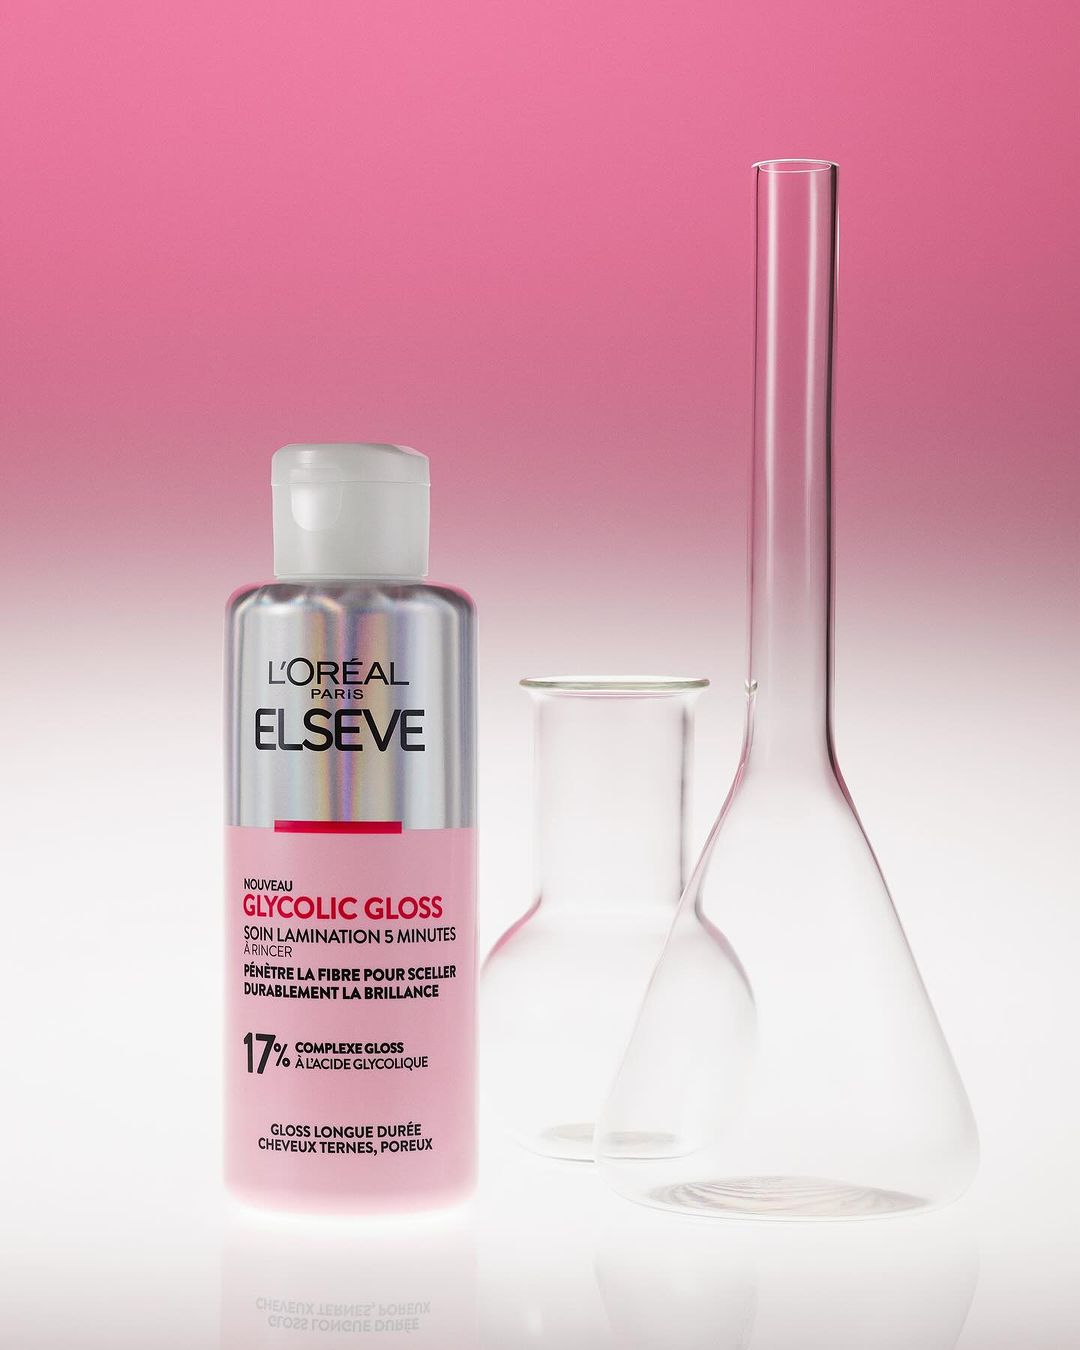 L'ORÉAL
PARIS
ELSEVE
NOUVEAU
GLYCOLIC GLOSS
SOIN LAMINATION 5 MINUTES
À RINCER
PÉNÈTRE LA FIBRE POUR SCELLER
DURABLEMENT LA BRILLANCE
17% COMPLEXE GLOSS
À L'ACIDE GLYCOLIQUE
GLOSS LONGUE DURÉE
CHEVEUX TERNES, POREUX